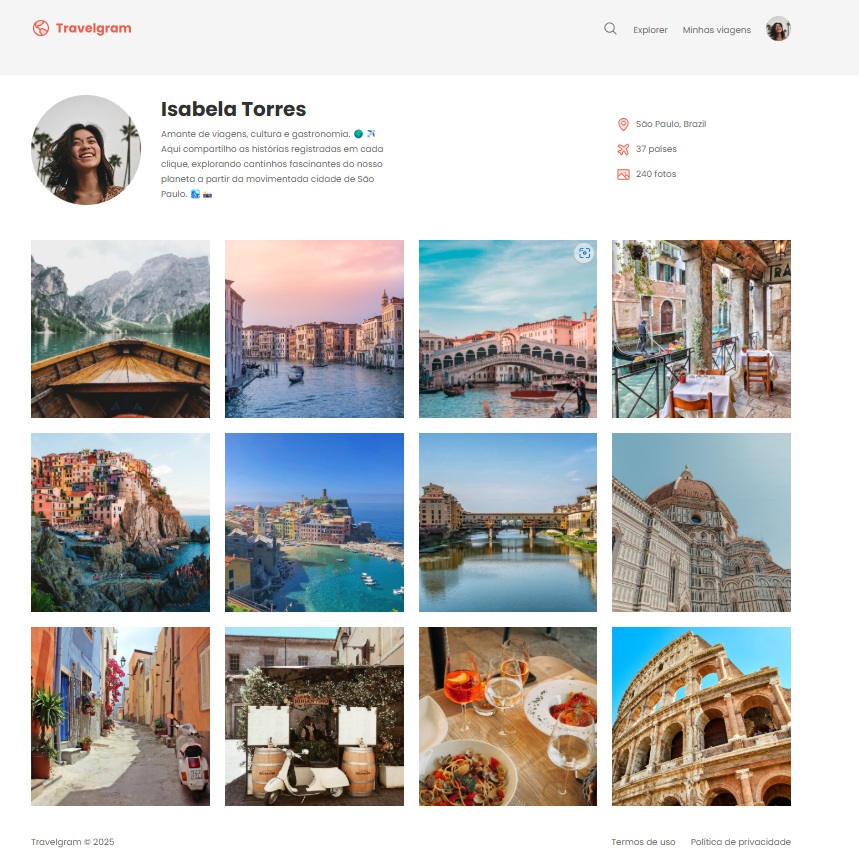 Travelgram
Explorer
Minhas viagens
Isabela Torres
Amante de viagens, cultura e gastronomia. 🌍 ✈️
Aqui compartilho as histórias registradas em cada
clique, explorando cantinhos fascinantes do nosso
planeta a partir da movimentada cidade de São
Paulo.
São Paulo, Brazil
37 países
240 fotos
Travelgram © 2025
Termos de uso
Política de privacidade